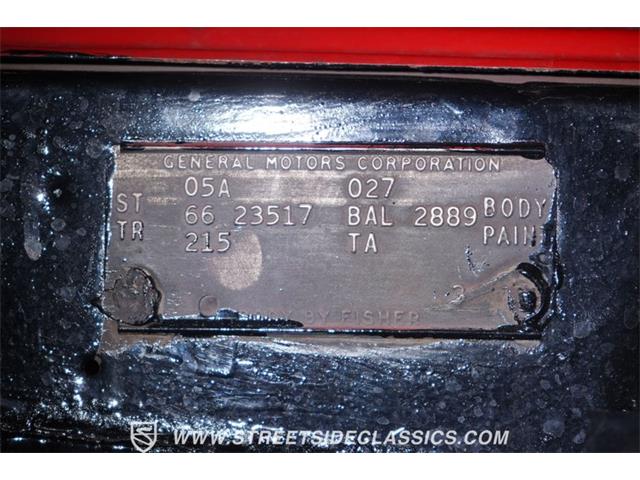 GENERAL MOTORS CORPORATION
05A 027
ST 66 23517 BAL 2889 BODY
TR 215 TA PAINT
BODY BY FISHER
WWW.STREETSIDECLASSICS.COM